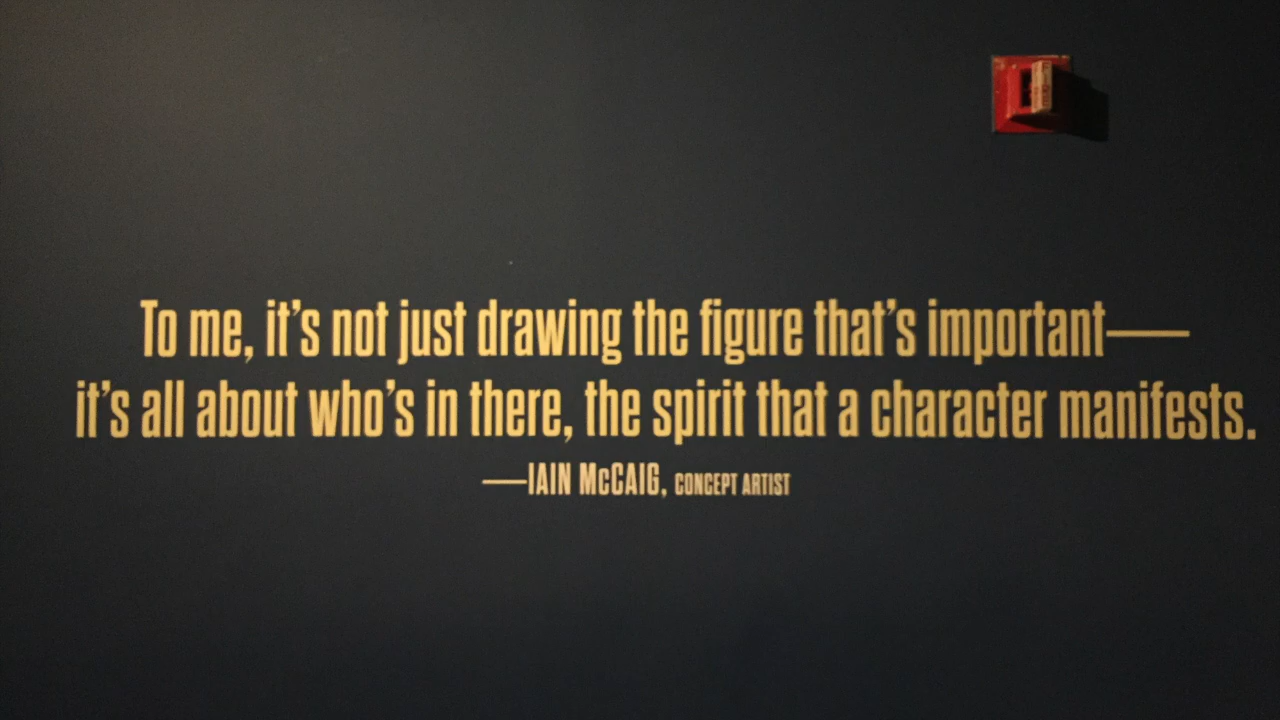 To me, it's not just drawing the figure that's important—
it's all about who's in there, the spirit that a character manifests.
—IAIN McCAIG, CONCEPT ARTIST